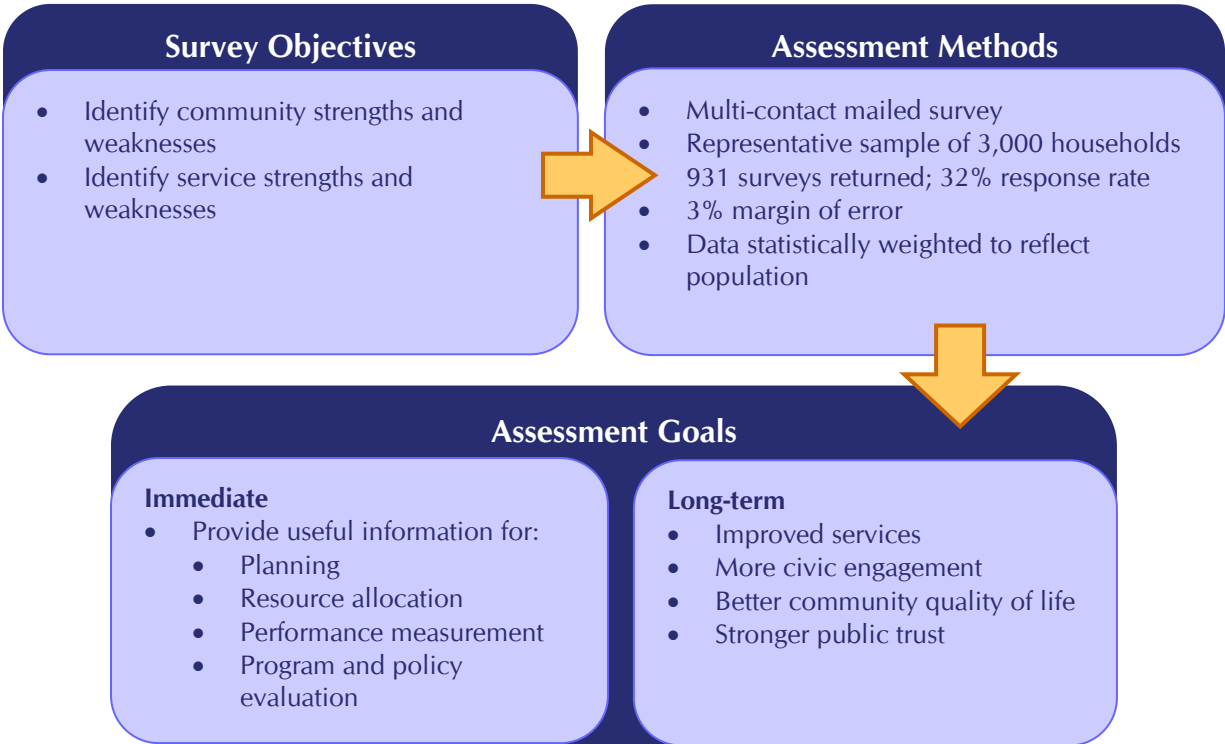 Survey Objectives
• Identify community strengths and
weaknesses
• Identify service strengths and
weaknesses
Assessment Methods
• Multi-contact mailed survey
• Representative sample of 3,000 households
• 931 surveys returned; 32% response rate
• 3% margin of error
• Data statistically weighted to reflect
population
Assessment Goals
Immediate
• Provide useful information for:
• Planning
• Resource allocation
• Performance measurement
• Program and policy
evaluation
Long-term
• Improved services
• More civic engagement
• Better community quality of life
• Stronger public trust